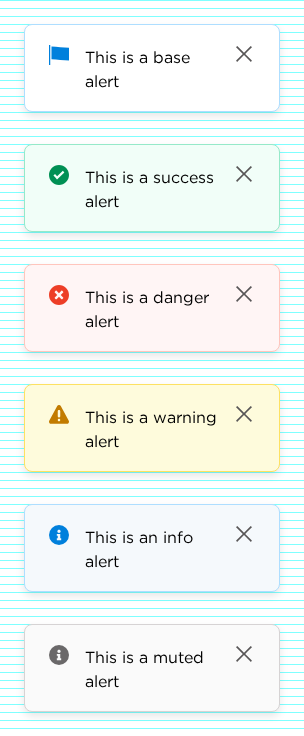 This is a base
alert
This is a success
alert
This is a danger
alert
This is a warning
alert
This is an info
alert
This is a muted
alert